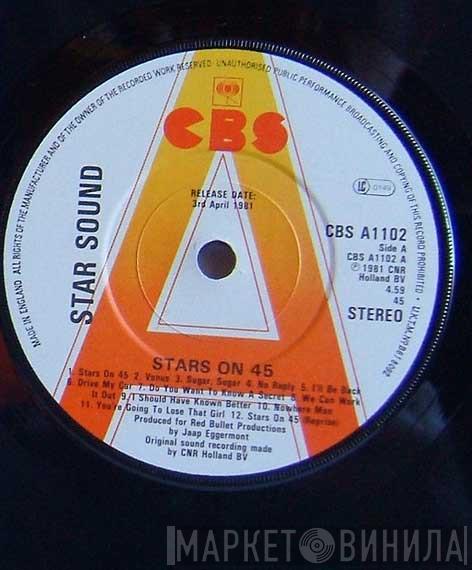 MADE IN ENGLAND ALL RIGHTS OF THE MANUFACTURER AND OF THE OWNER OF THE RECORDED WORK RESERVED · UNAUTHORISED PUBLIC PERFORMANCE BROADCASTING AND COPYING OF THIS RECORD PROHIBITED
CBS
RELEASE DATE:
3rd April 1981
STAR SOUND
LC 0149
CBS A1102
Side A
CBS A1102 A
℗ 1981 CNR
Holland BV
4.59
45
STEREO
STARS ON 45
1. Stars On 45 2. Venus 3. Sugar, Sugar 4. No Reply 5. I'll Be Back
6. Drive My Car 7. Do You Want To Know A Secret 8. We Can Work
It Out 9. I Should Have Known Better 10. Nowhere Man
11. You're Going To Lose That Girl 12. Stars On 45 (Reprise)
Produced for Red Bullet Productions
by Jaap Eggermont
Original sound recording made
by CNR Holland BV
МАРКЕТ ВИНИЛА